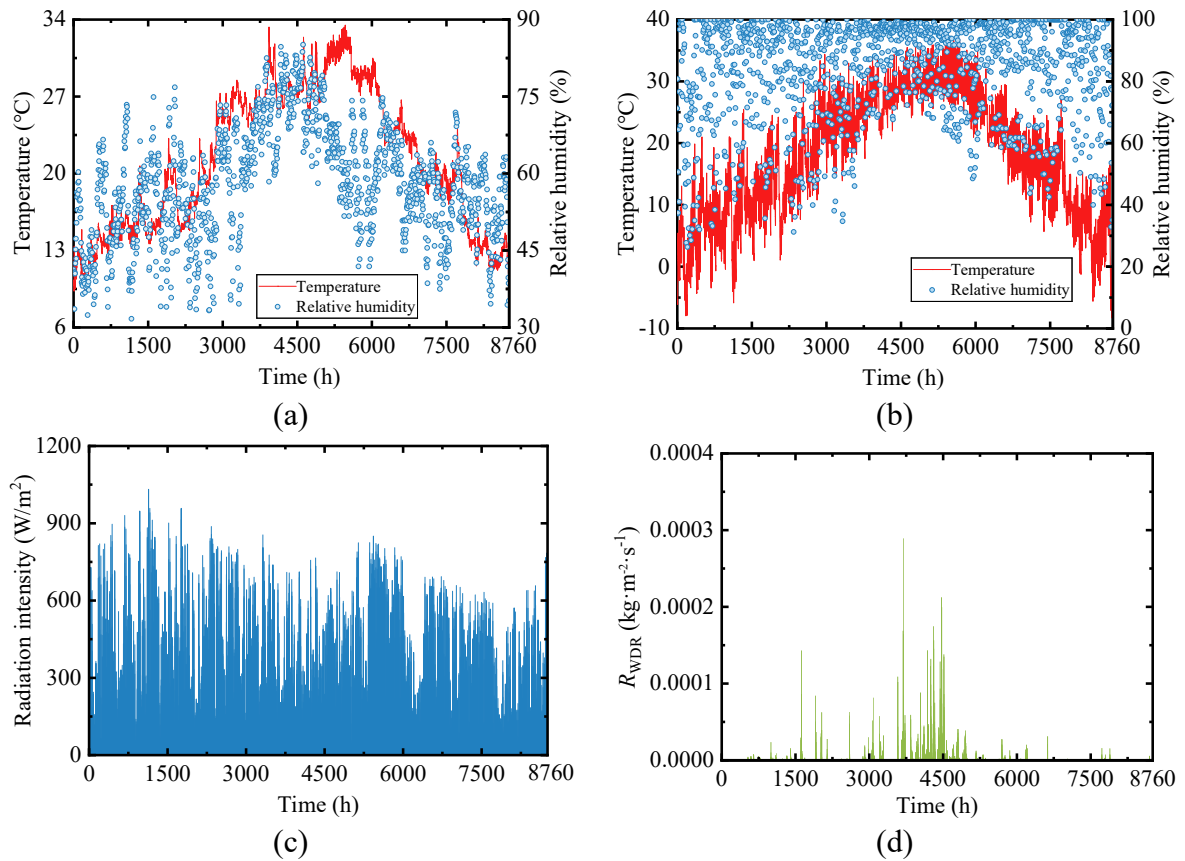 34 27 20 13 6
Temperature (°C)
90 75 60 45 30
Relative humidity (%)
Temperature
Relative humidity
0 1500 3000 4500 6000 7500 8760
Time (h)
(a)
40 30 20 10 0 -10
Temperature (°C)
100 80 60 40 20 0
Relative humidity (%)
Temperature
Relative humidity
0 1500 3000 4500 6000 7500 8760
Time (h)
(b)
1200 900 600 300 0
Radiation intensity (W/m²)
0 1500 3000 4500 6000 7500 8760
Time (h)
(c)
0.0004 0.0003 0.0002 0.0001 0.0000
R_WDR (kg·m⁻²·s⁻¹)
0 1500 3000 4500 6000 7500 8760
Time (h)
(d)